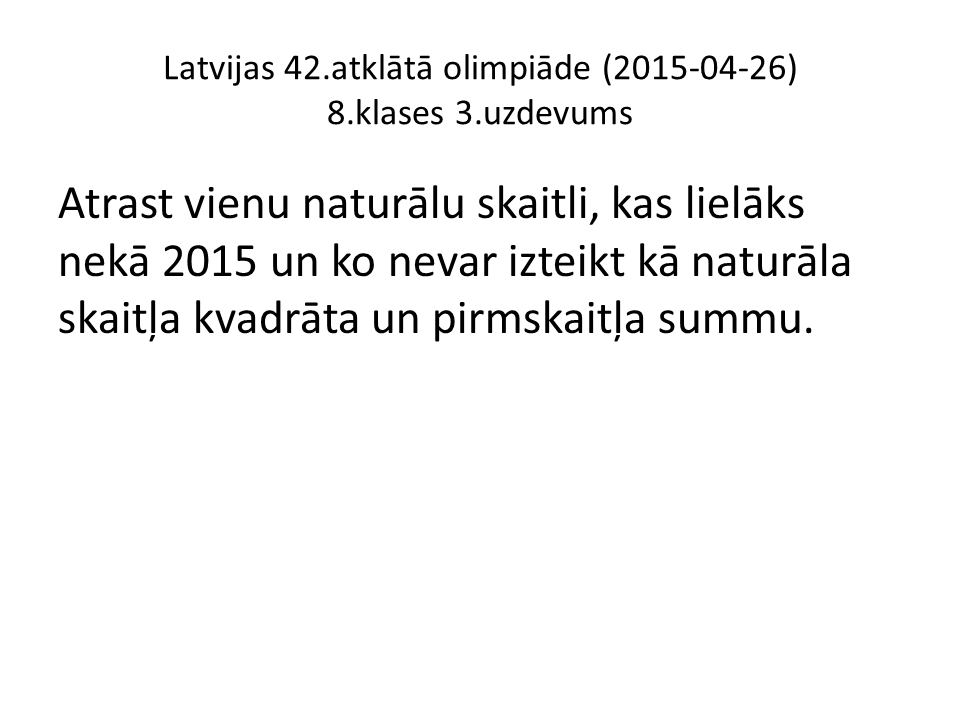 Latvijas 42.atklātā olimpiāde (2015-04-26)
8.klases 3.uzdevums
Atrast vienu naturālu skaitli, kas lielāks
nekā 2015 un ko nevar izteikt kā naturāla
skaitļa kvadrāta un pirmskaitļa summu.